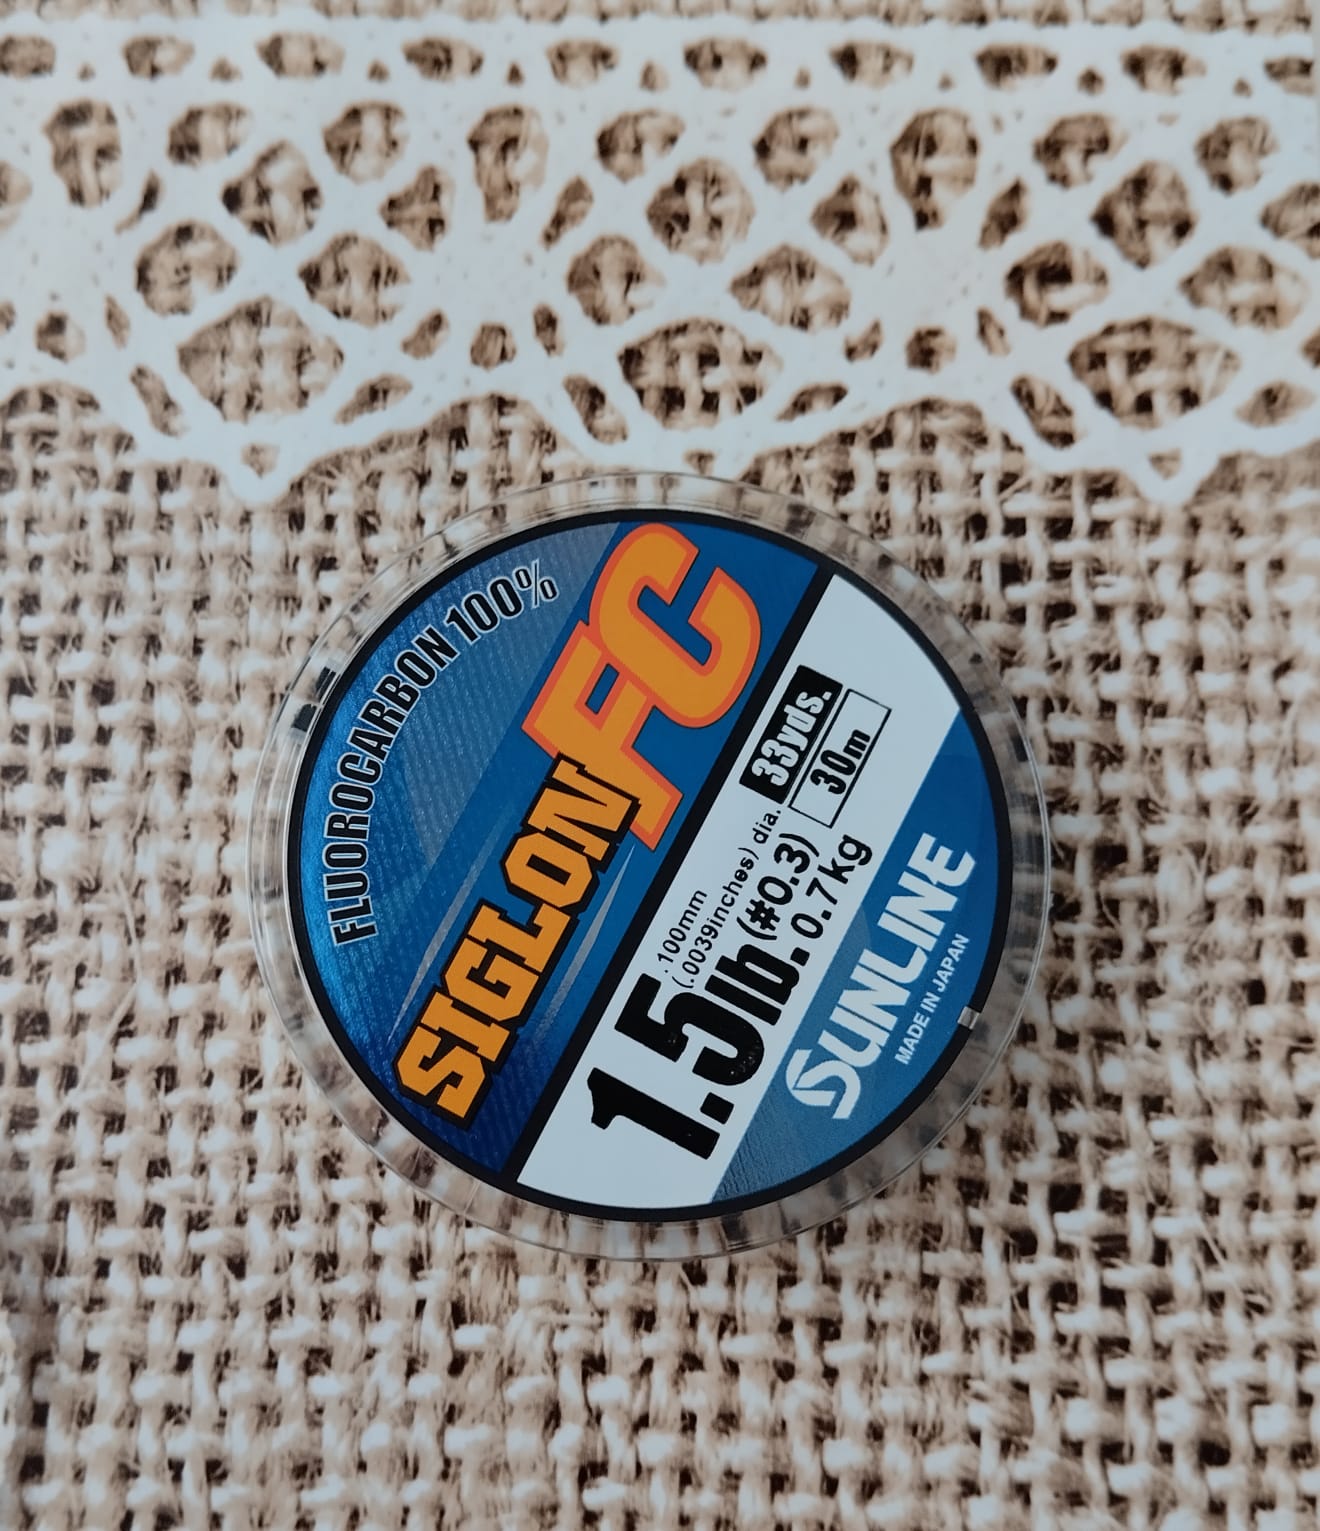 FLUOROCARBON 100%
SIGLON FC
33yds.
30m
.100mm
(.0039inches) dia.
1.5lb. (#0.3)
0.7kg
SUNLINE
MADE IN JAPAN